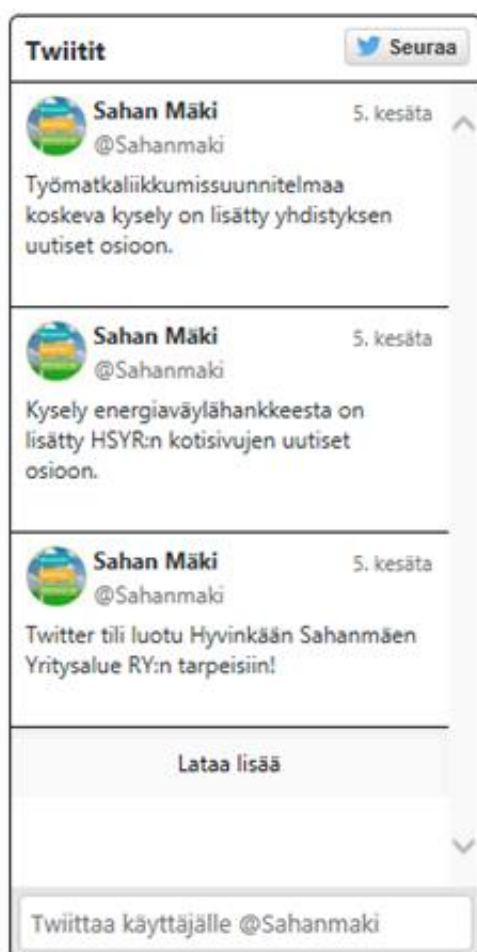 Twiitit
Seuraa
Sahan Mäki
5. kesäta
@Sahanmaki
Työmatkaliikkumissuunnitelmaa
koskeva kysely on lisätty yhdistyksen
uutiset osioon.
Sahan Mäki
5. kesäta
@Sahanmaki
Kysely energiaväylähankkeesta on
lisätty HSYR:n kotisivujen uutiset
osioon.
Sahan Mäki
5. kesäta
@Sahanmaki
Twitter tili luotu Hyvinkään Sahanmäen
Yritysalue RY:n tarpeisiin!
Lataa lisää
Twiittaa käyttäjälle @Sahanmaki